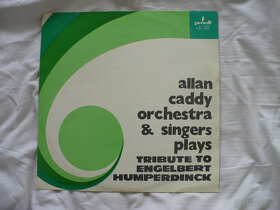 allan
caddy
orchestra
& singers
plays
TRIBUTE TO
ENGELBERT
HUMPERDINCK